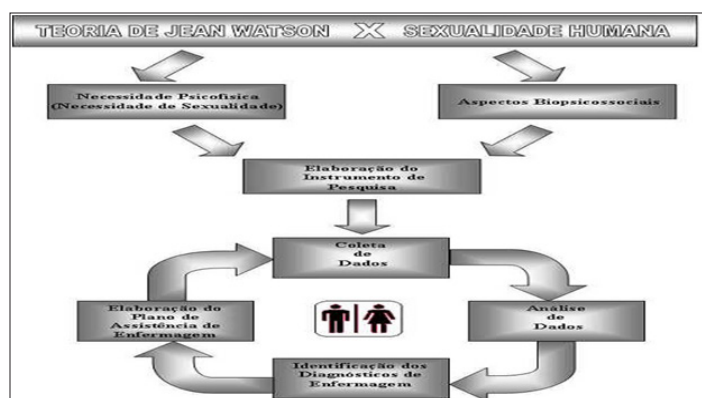 TEORIA DE JEAN WATSON X SEXUALIDADE HUMANA
Necessidade Psicofísica
(Necessidade de Sexualidade)
Aspectos Biopsicossociais
Elaboração do
Instrumento de
Pesquisa
Coleta
de
Dados
Elaboração do
Plano de
Assistência de
Enfermagem
Análise
de
Dados
Identificação dos
Diagnósticos de
Enfermagem